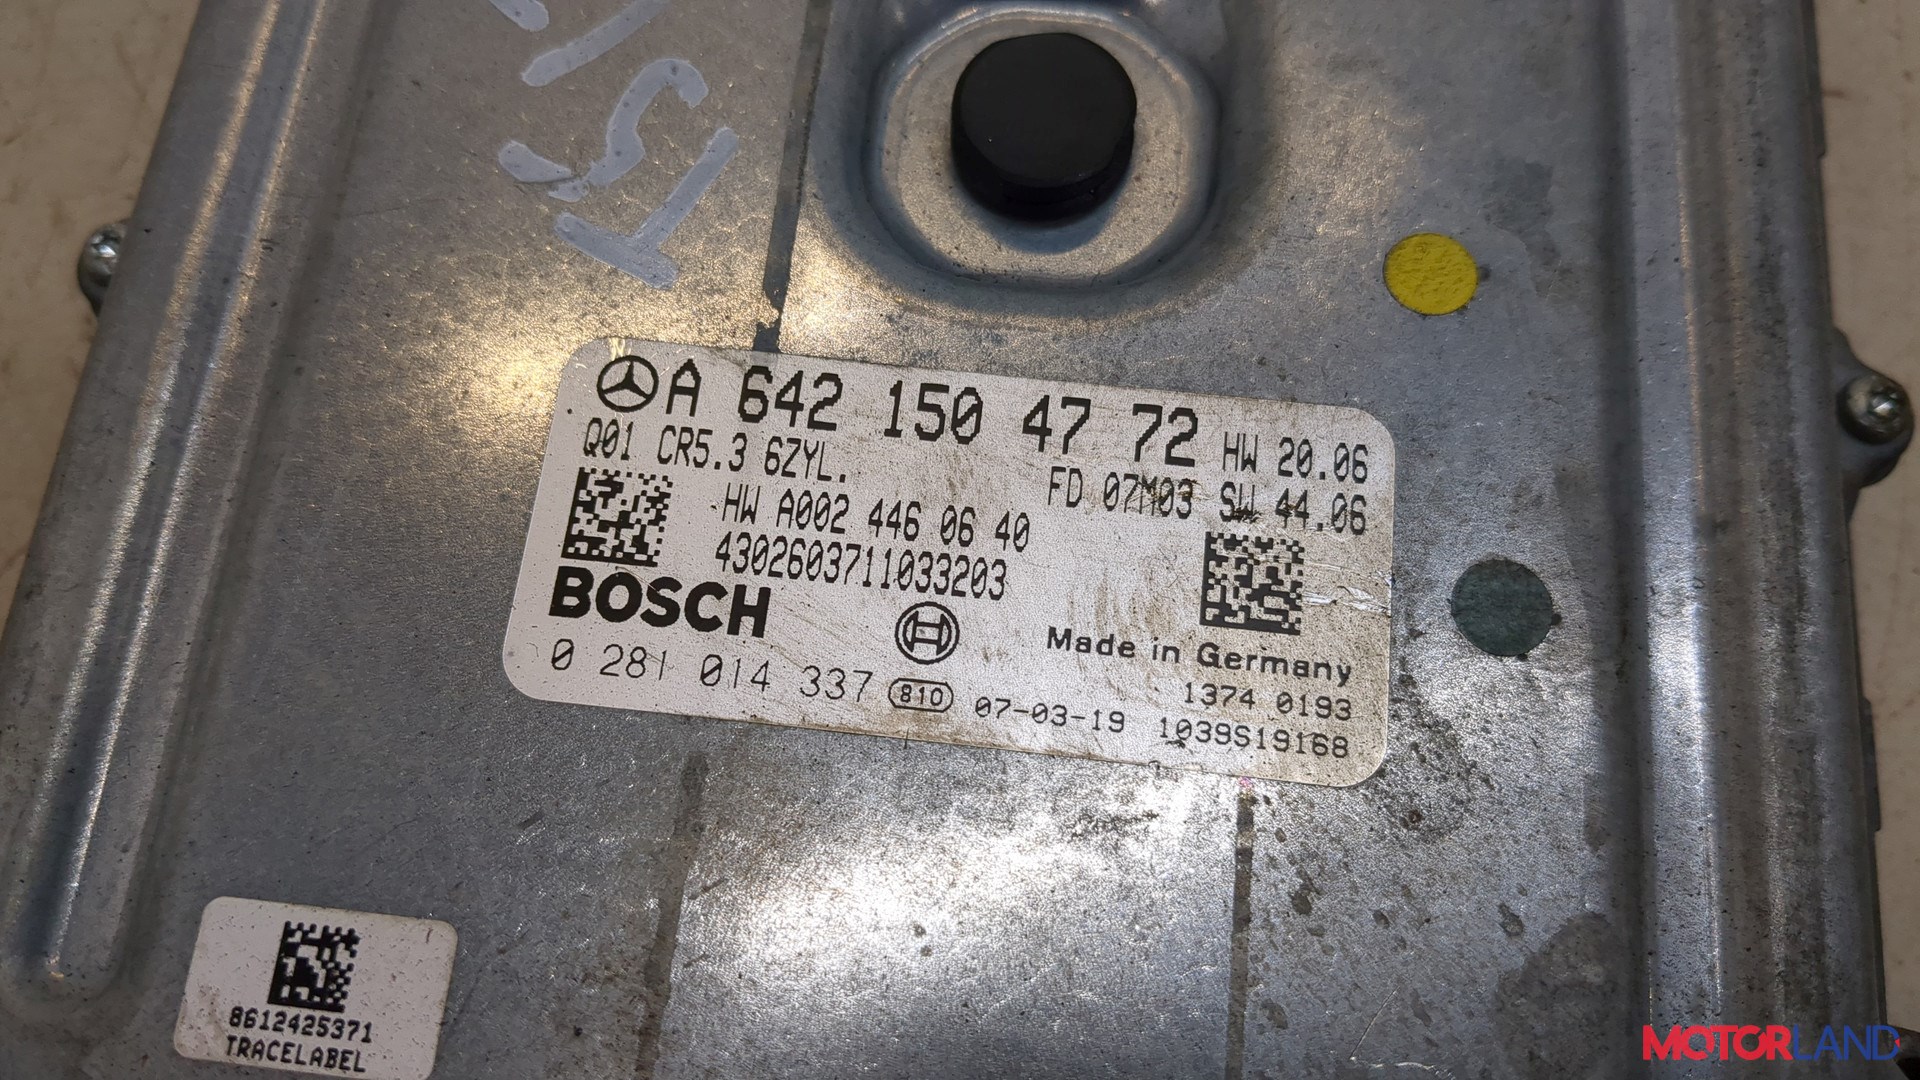 A 642 150 47 72 HW 20.06
Q01 CR5.3 6ZYL. FD 07M03 SW 44.06
HW A002 446 06 40
4302603711033203
BOSCH
Made in Germany
0 281 014 337 810 07-03-19 1374 0193
1039S19168
8612425371
TRACELABEL
MOTORLAND